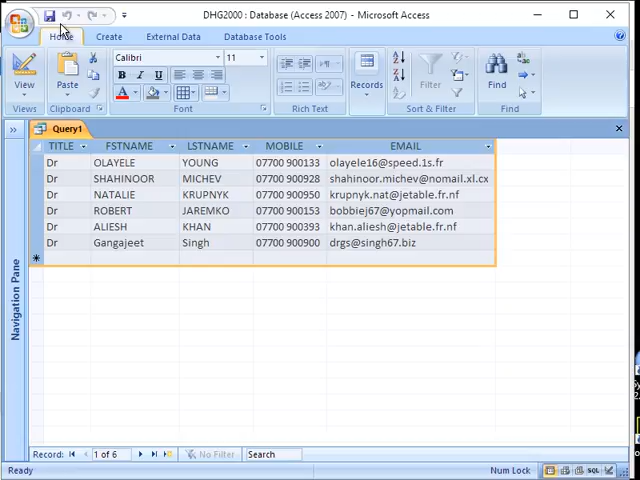 DHG2000 : Database (Access 2007) - Microsoft Access
Home Create External Data Database Tools
Calibri 11
View Paste B I U Records Filter Find
A
Views Clipboard Font Rich Text Sort & Filter Find
Query1
TITLE FSTNAME LSTNAME MOBILE EMAIL
Dr OLAYELE YOUNG 07700 900133 olayele16@speed.1s.fr
Dr SHAHINOOR MICHEV 07700 900928 shahinoor.michev@nomail.xl.cx
Dr NATALIE KRUPNYK 07700 900950 krupnyk.nat@jetable.fr.nf
Dr ROBERT JAREMKO 07700 900153 bobbiej67@yopmail.com
Dr ALIESH KHAN 07700 900393 khan.aliesh@jetable.fr.nf
Dr Gangajeet Singh 07700 900900 drgs@singh67.biz
Navigation Pane
Record: 1 of 6 No Filter Search
Ready Num Lock SQL